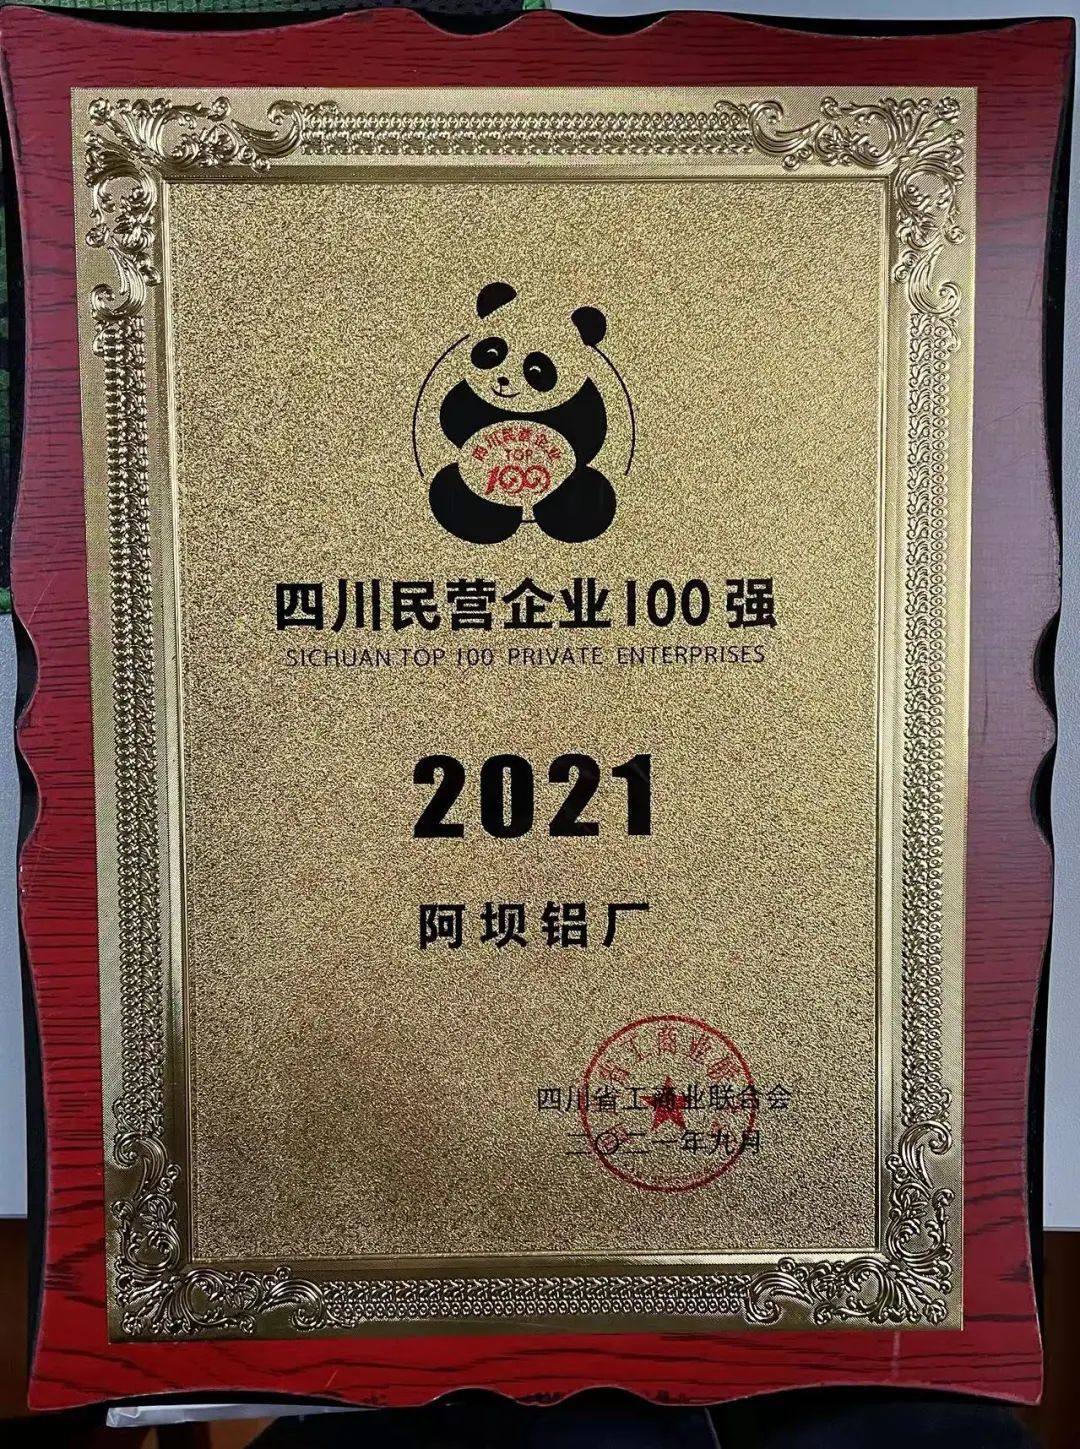 四川民营企业
TOP
100
四川民营企业100强
SICHUAN TOP 100 PRIVATE ENTERPRISES
2021
阿坝铝厂
四川省工商业联合会
二〇二一年九月